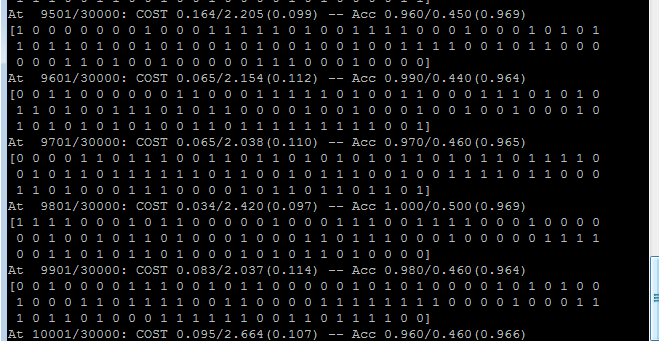 At  9501/30000: COST 0.164/2.205(0.099) -- Acc 0.960/0.450(0.969)
[1 0 0 0 0 0 0 1 1 1 1 1 0 1 0 0 1 1 1 1 0 0 0 1 0 0 0 1 0 1 0 1 1
 1 0 1 1 0 1 0 1 0 0 0 1 0 1 1 0 0 1 0 1 1 1 1 1 0 0 1 0 1 1 0 0 0
 0 0 0 1 1 0 1 0 0 1 0 0 0 0 0 1 1 1 0 0 0 1 0 0 0 0]
At  9601/30000: COST 0.065/2.154(0.112) -- Acc 0.990/0.440(0.964)
[0 0 1 1 0 0 0 0 1 1 0 0 0 1 1 1 1 1 0 1 0 0 1 1 0 0 0 1 1 1 0 1 0 1 0
 1 1 0 1 0 0 1 1 1 0 1 0 1 1 0 0 0 0 1 0 0 1 0 0 0 1 0 0 1 0 0 0 1 0
 1 0 1 0 1 0 1 0 1 0 0 1 1 0 1 1 1 1 1 1 1 1 1 0 0 1]
At  9701/30000: COST 0.065/2.038(0.110) -- Acc 0.970/0.460(0.965)
[0 0 0 0 1 1 0 1 1 1 0 0 1 1 0 1 1 0 1 0 1 0 1 1 0 1 0 1 1 0 1 1 1 1 0
 0 1 0 1 0 1 1 1 1 1 1 0 1 1 0 1 0 0 1 0 0 1 1 1 1 0 1 1 0 0 0
 1 1 0 1 0 0 0 1 1 1 0 0 0 0 1 0 1 1 0 1 1 0 1 1 0 1]
At  9801/30000: COST 0.034/2.420(0.097) -- Acc 1.000/0.500(0.969)
[1 1 1 1 0 0 0 1 0 1 1 0 0 0 0 0 1 0 0 0 1 1 1 0 0 1 1 1 1 0 0 0 1 0 0 0 0
 0 0 1 0 0 1 0 1 1 0 1 0 0 0 1 0 0 1 1 0 1 1 1 0 0 0 1 0 0 0 0 0 1 1 1 1
 0 0 1 1 0 1 0 1 1 0 1 0 0 0 1 0 1 1 0 1 0 1 0 0 0 0]
At  9901/30000: COST 0.083/2.037(0.114) -- Acc 0.980/0.460(0.964)
[0 0 1 0 0 0 0 1 1 1 0 0 1 0 1 1 0 0 0 0 0 1 0 0 0 0 0 1 0 1 0 1 0 0
 1 0 0 0 1 1 1 0 1 0 1 1 1 1 0 0 0 0 1 0 1 1 1 1 1 0 0 0 0 1 0 0 0 1 1
 1 0 1 1 0 1 1 0 0 0 1 1 1 1 1 1 0 0 1 1 0 1 1 1 1 0 0]
At 10001/30000: COST 0.095/2.664(0.107) -- Acc 0.960/0.460(0.966)